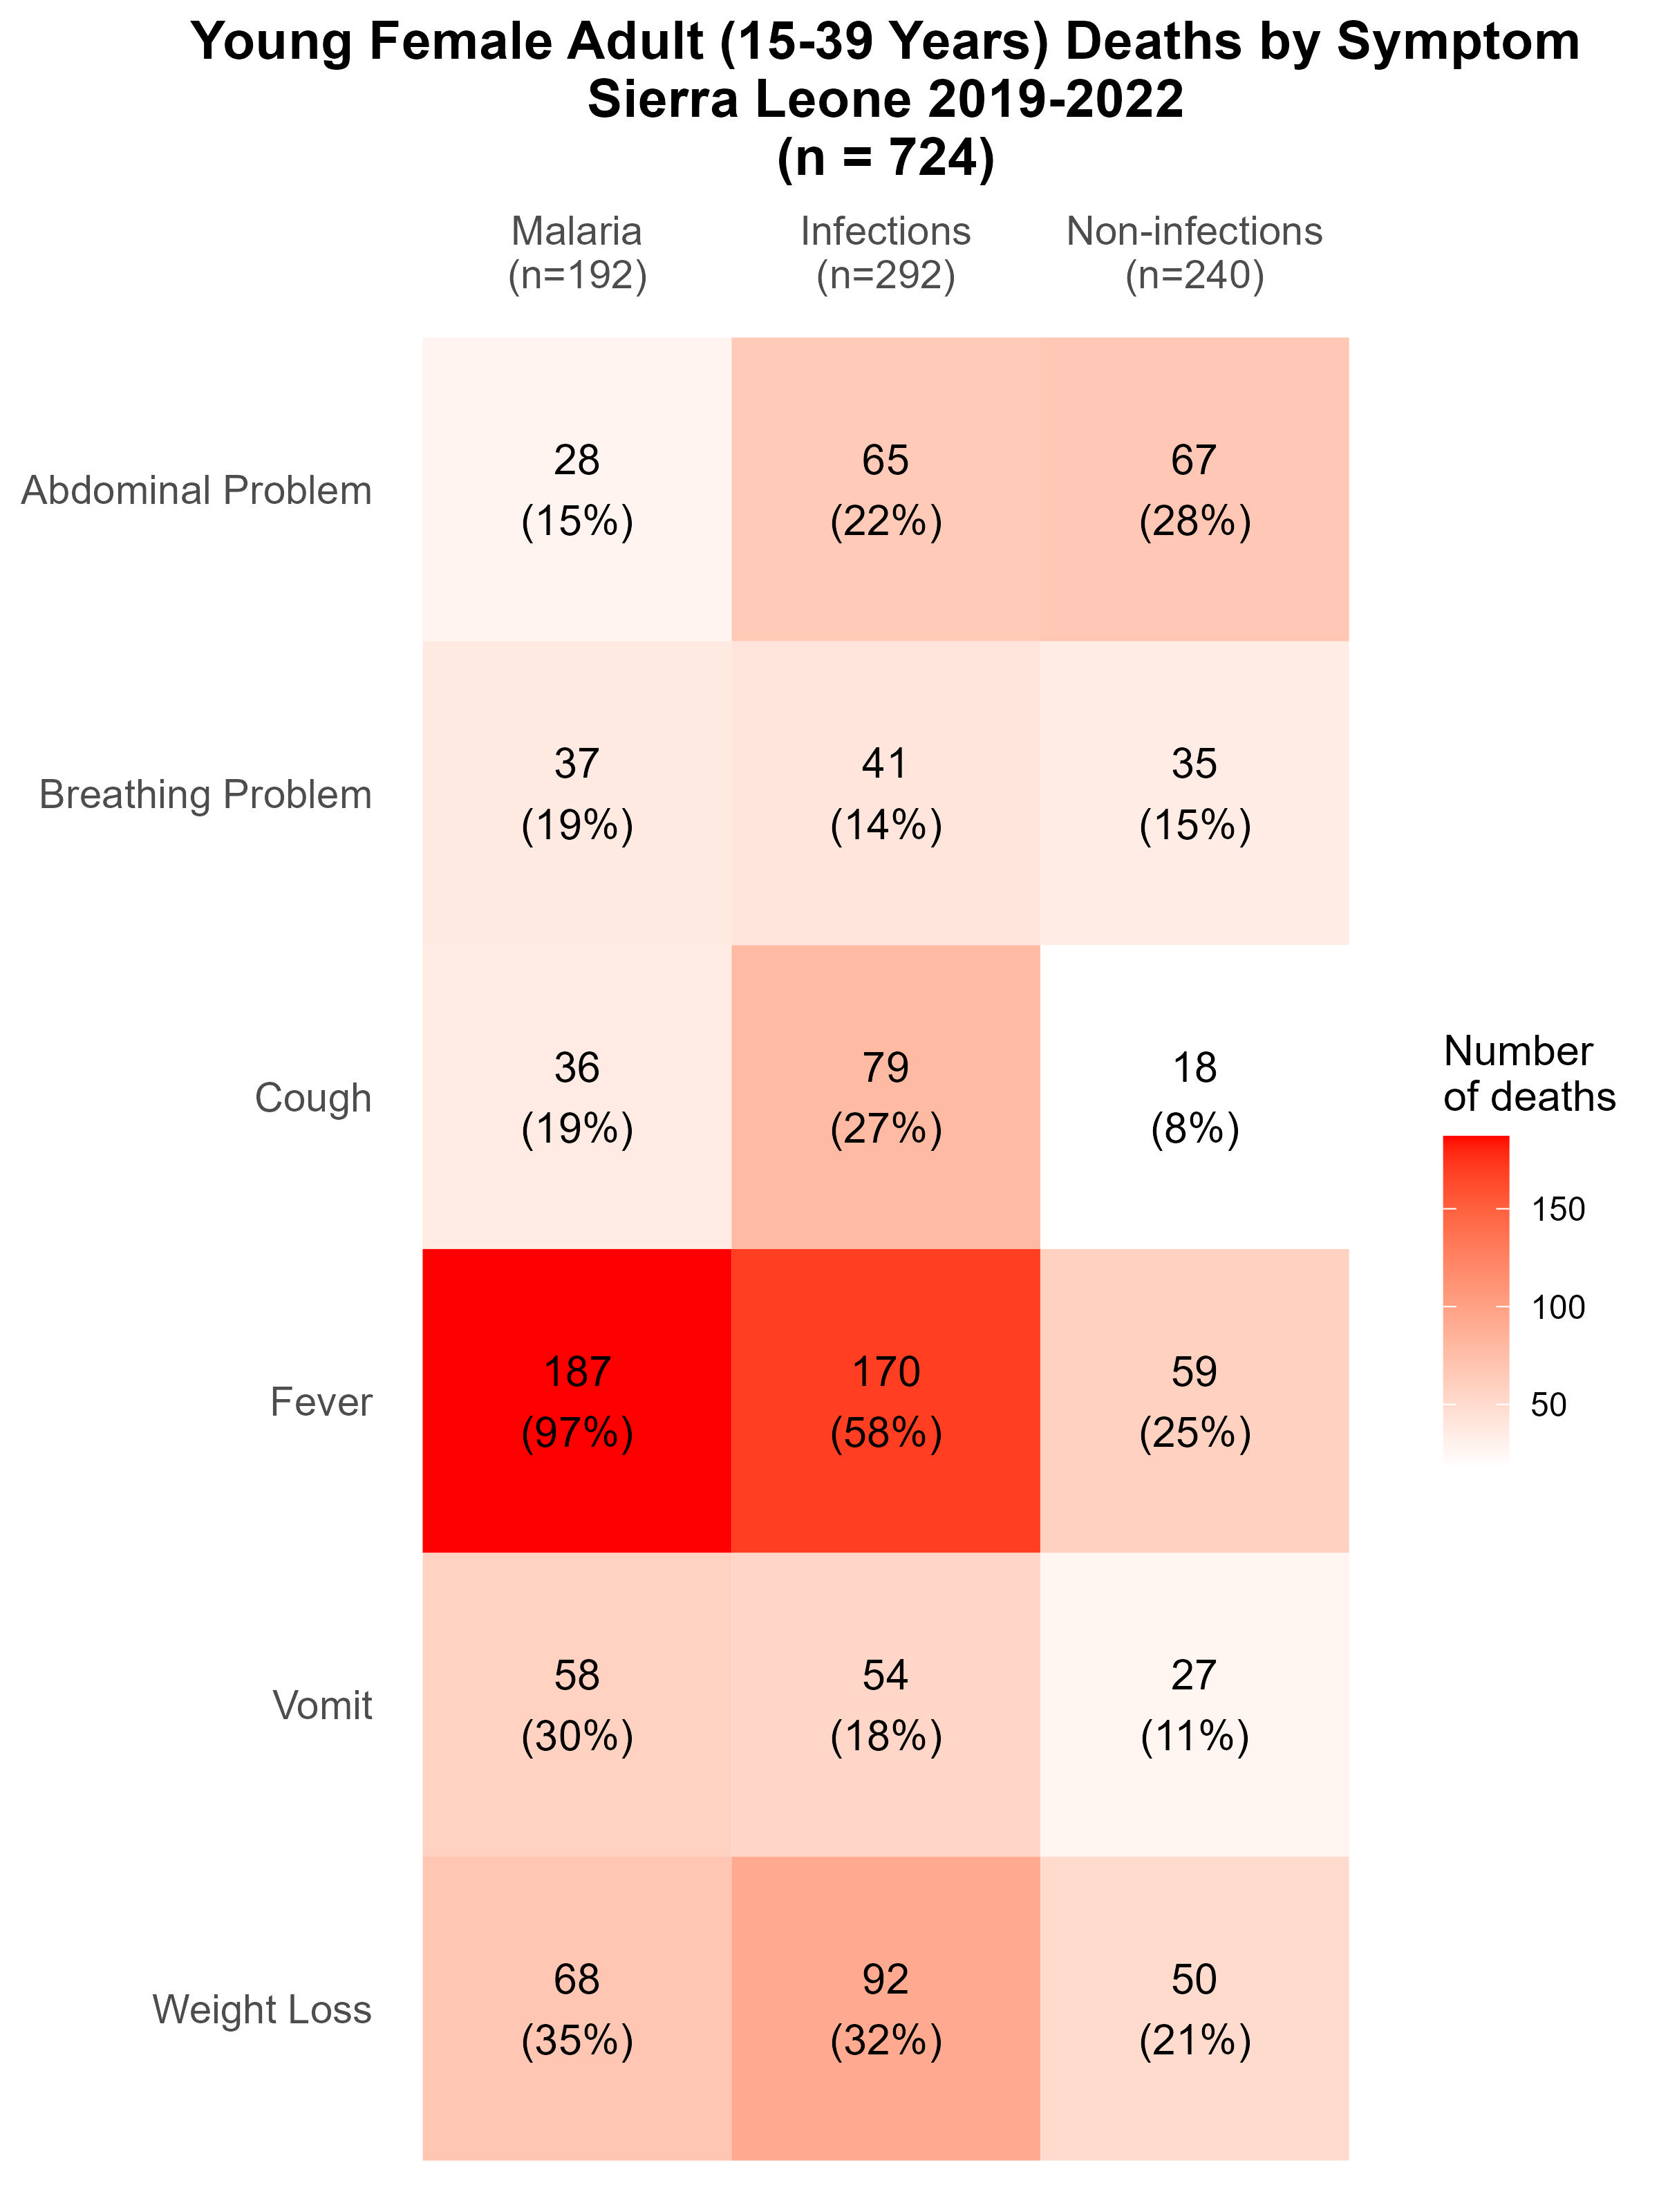 Young Female Adult (15-39 Years) Deaths by Symptom
Sierra Leone 2019-2022
(n = 724)
Malaria
(n=192)
Infections
(n=292)
Non-infections
(n=240)
Abdominal Problem
28
(15%)
65
(22%)
67
(28%)
Breathing Problem
37
(19%)
41
(14%)
35
(15%)
Cough
36
(19%)
79
(27%)
18
(8%)
Fever
187
(97%)
170
(58%)
59
(25%)
Vomit
58
(30%)
54
(18%)
27
(11%)
Weight Loss
68
(35%)
92
(32%)
50
(21%)
Number
of deaths
150
100
50